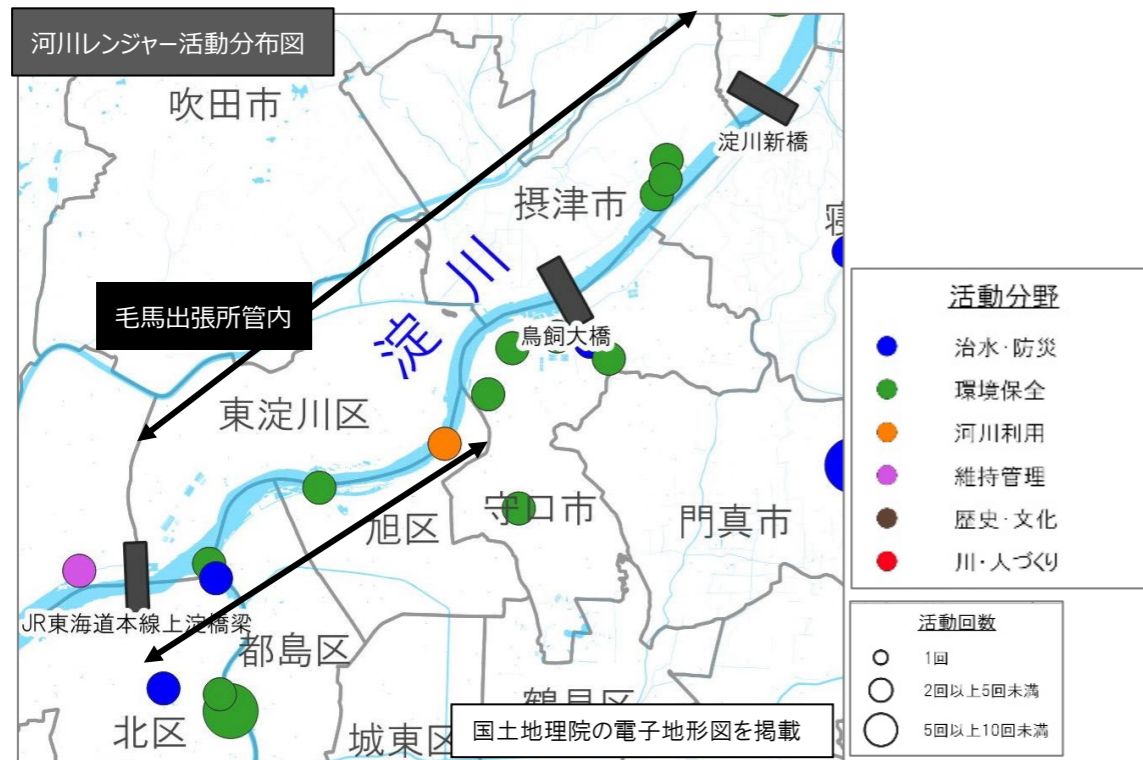 河川レンジャー活動分布図
吹田市
淀川新橋
摂津市
寝
淀川
毛馬出張所管内
鳥飼大橋
東淀川区
守口市
門真市
旭区
JR東海道本線上淀橋梁
都島区
鶴見区
北区
城東区
国土地理院の電子地形図を掲載
活動分野
治水・防災
環境保全
河川利用
維持管理
歴史・文化
川・人づくり
活動回数
1回
2回以上5回未満
5回以上10回未満